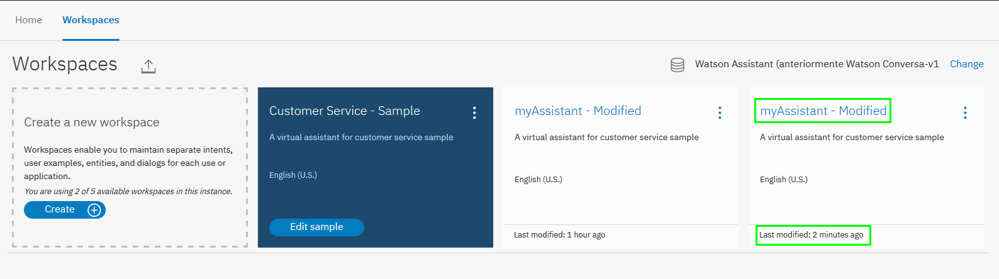 Home
Workspaces
Workspaces
Watson Assistant (anteriormente Watson Conversa-v1
Change
Create a new workspace
Workspaces enable you to maintain separate intents,
user examples, entities, and dialogs for each use or
application.
You are using 2 of 5 available workspaces in this instance.
Create
Customer Service - Sample
A virtual assistant for customer service sample
English (U.S.)
Edit sample
myAssistant - Modified
A virtual assistant for customer service sample
English (U.S.)
Last modified: 1 hour ago
myAssistant - Modified
A virtual assistant for customer service sample
English (U.S.)
Last modified: 2 minutes ago